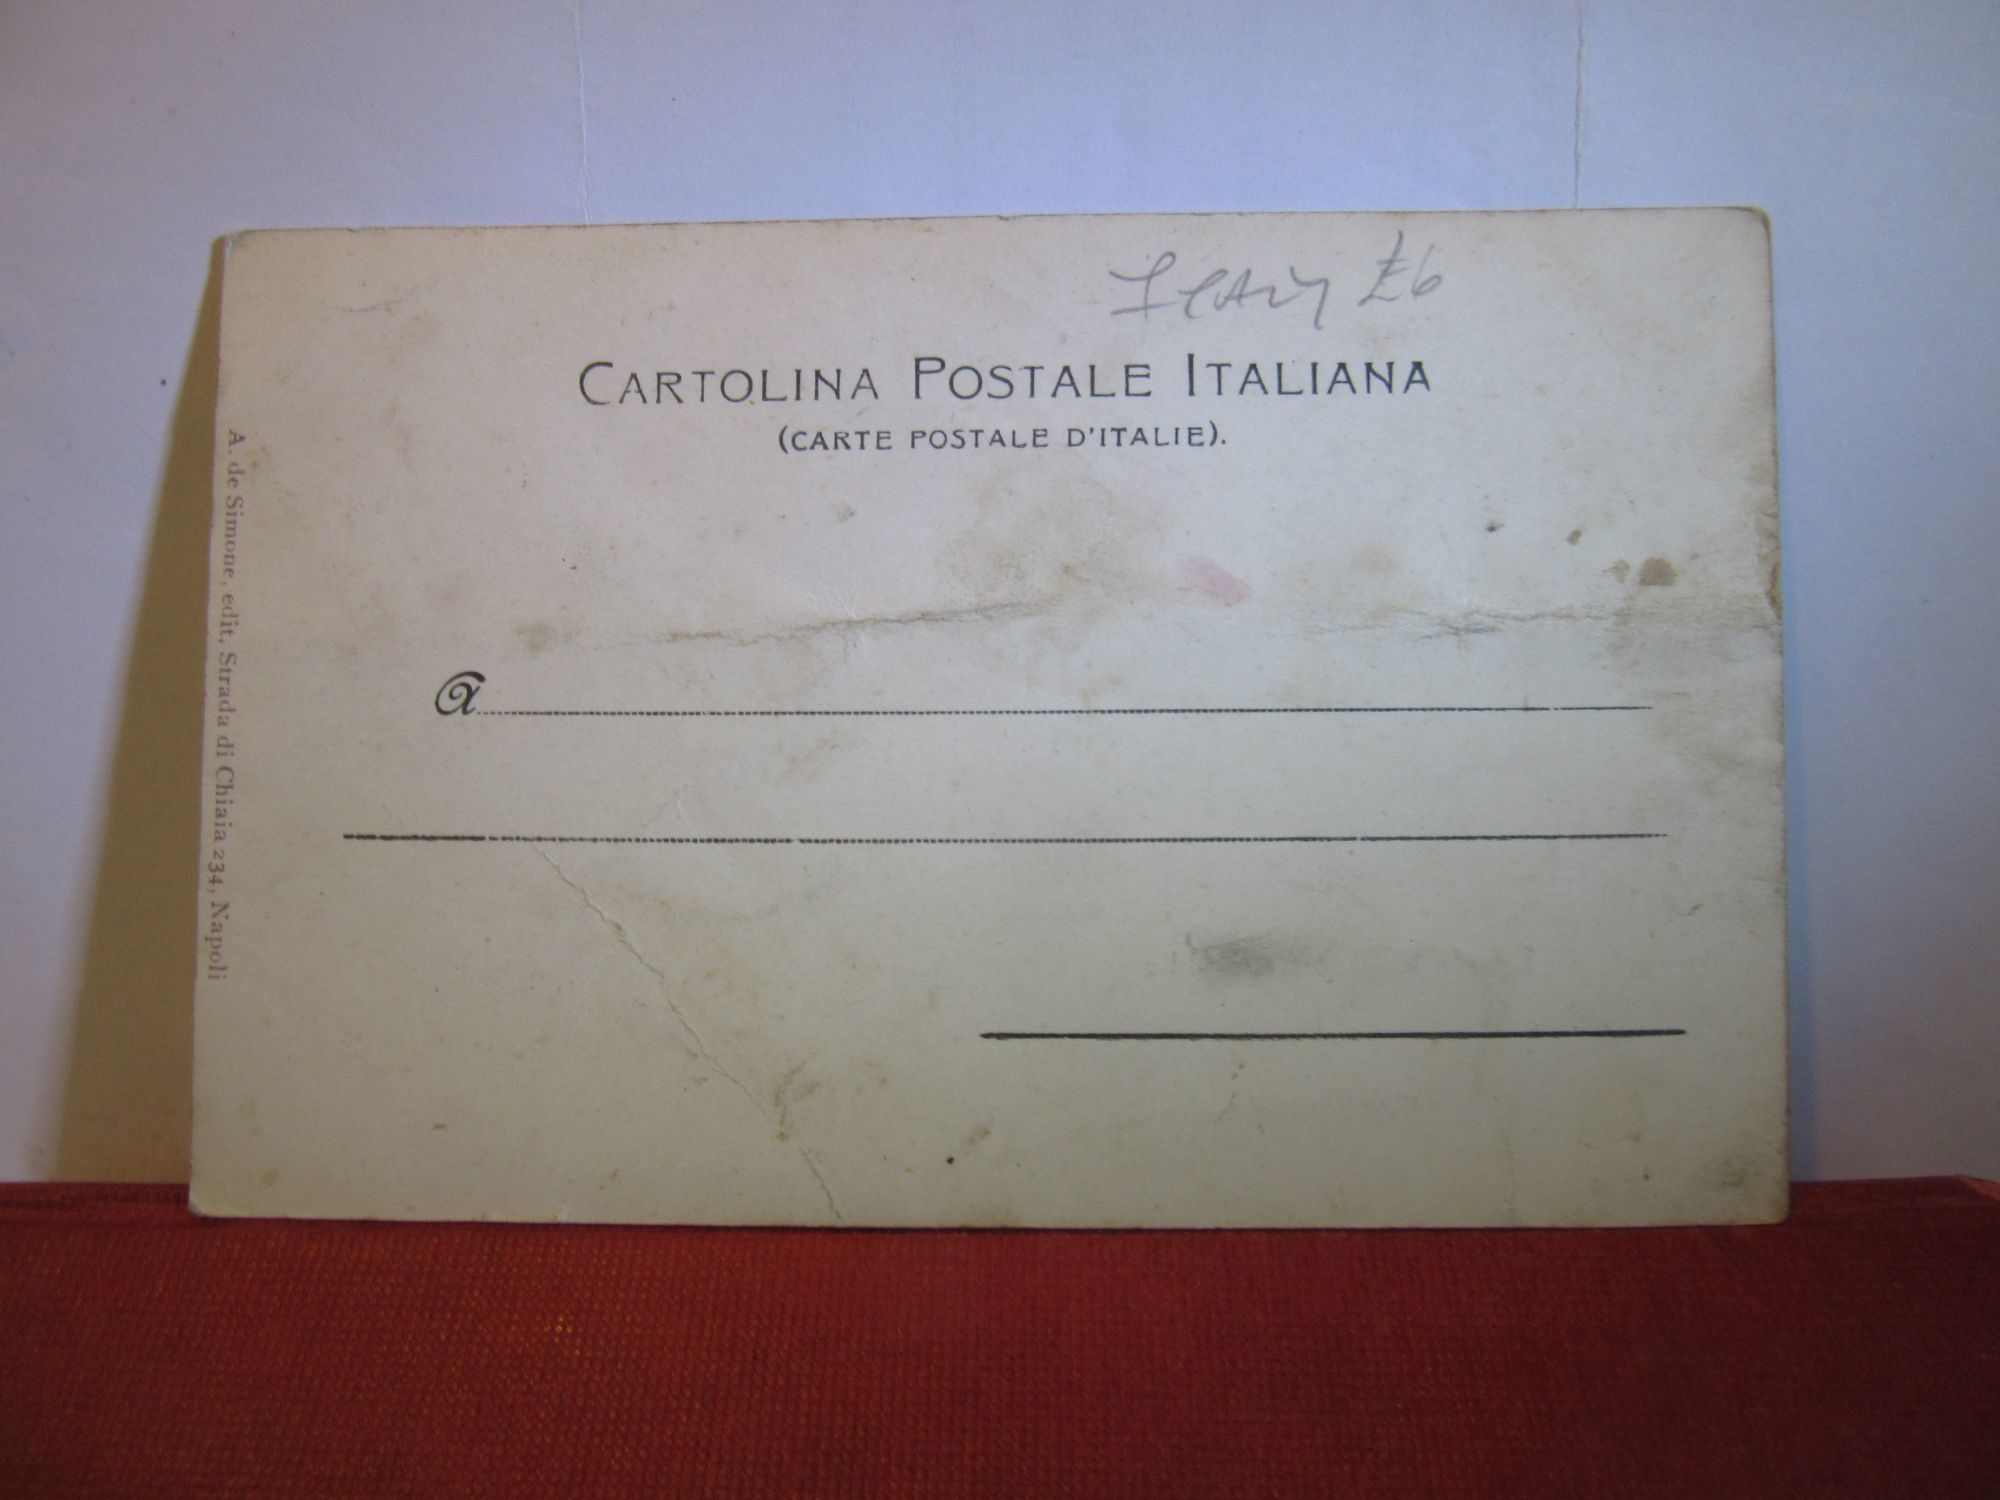 Italy £6
CARTOLINA POSTALE ITALIANA
(CARTE POSTALE D'ITALIE).
A
A. de Simone, edit. Strada di Chiaia 234, Napoli